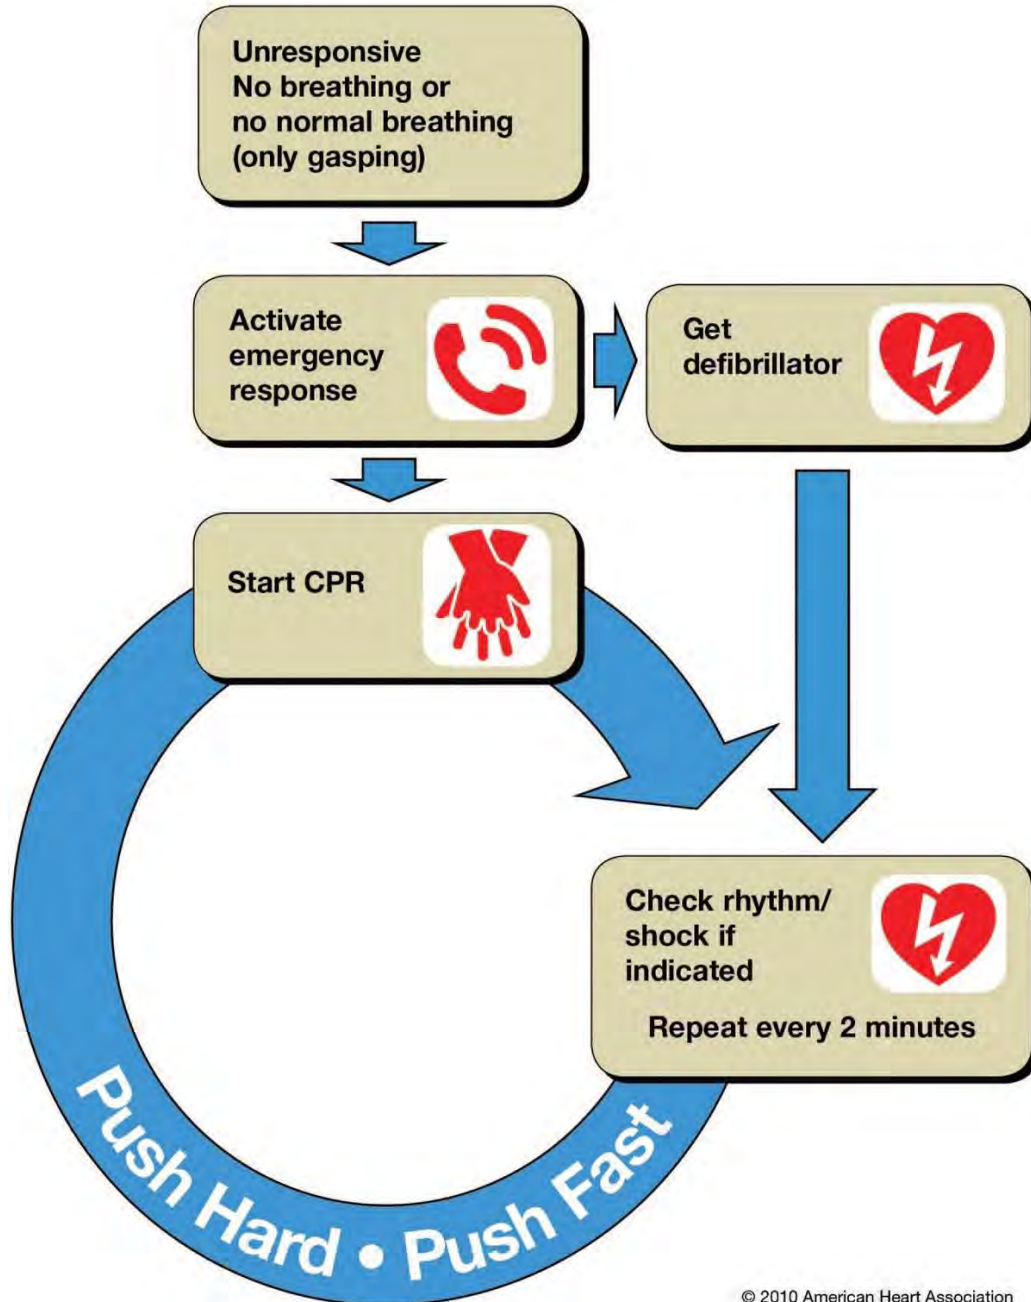 Unresponsive
No breathing or
no normal breathing
(only gasping)
Activate
emergency
response
Get
defibrillator
Start CPR
Check rhythm/
shock if
indicated
Repeat every 2 minutes
Push Hard • Push Fast
© 2010 American Heart Association